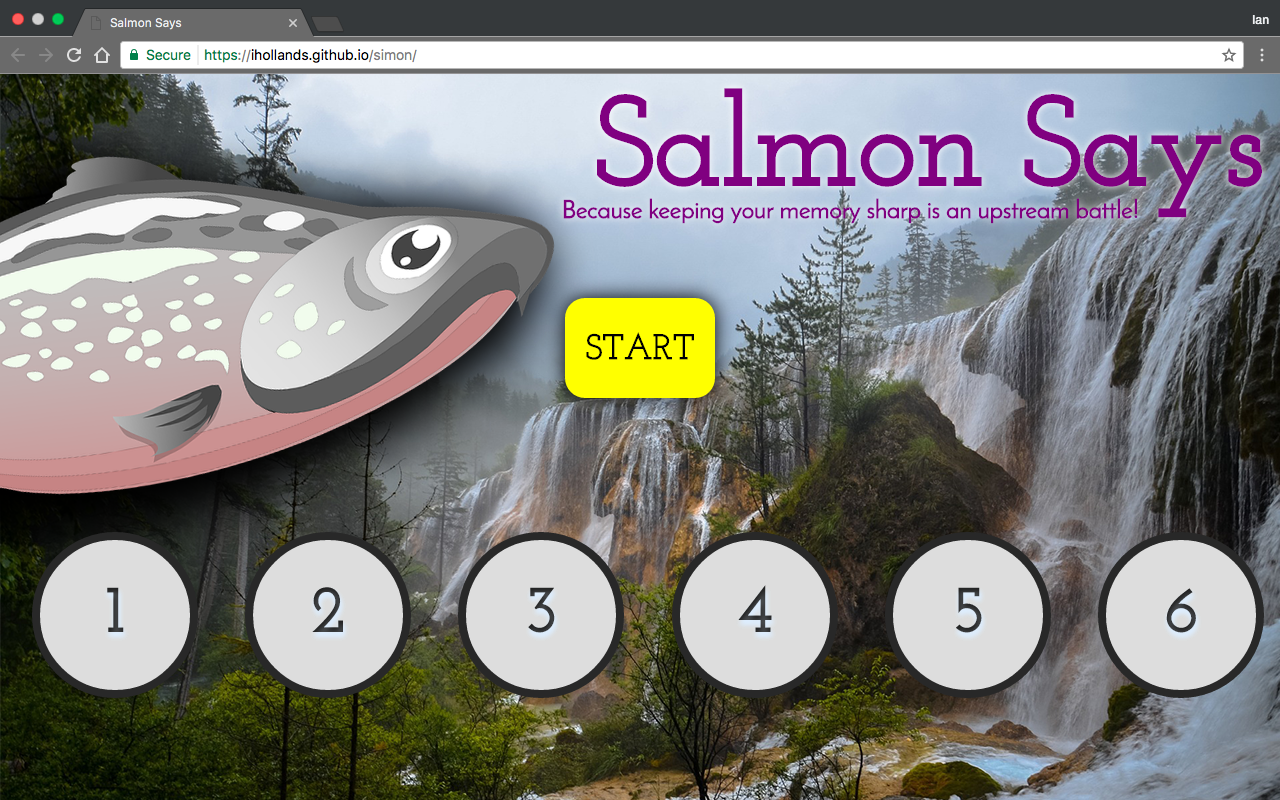 Salmon Says
Ian
Secure https://ihollands.github.io/simon/
Salmon Says
Because keeping your memory sharp is an upstream battle!
START
1 2 3 4 5 6